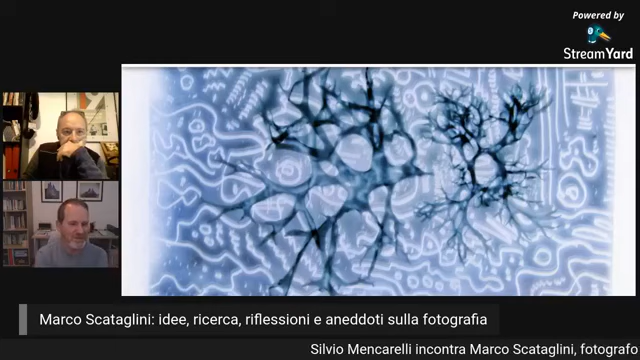 Powered by
StreamYard
Marco Scataglini: idee, ricerca, riflessioni e aneddoti sulla fotografia
Silvio Mencarelli incontra Marco Scataglini, fotografo